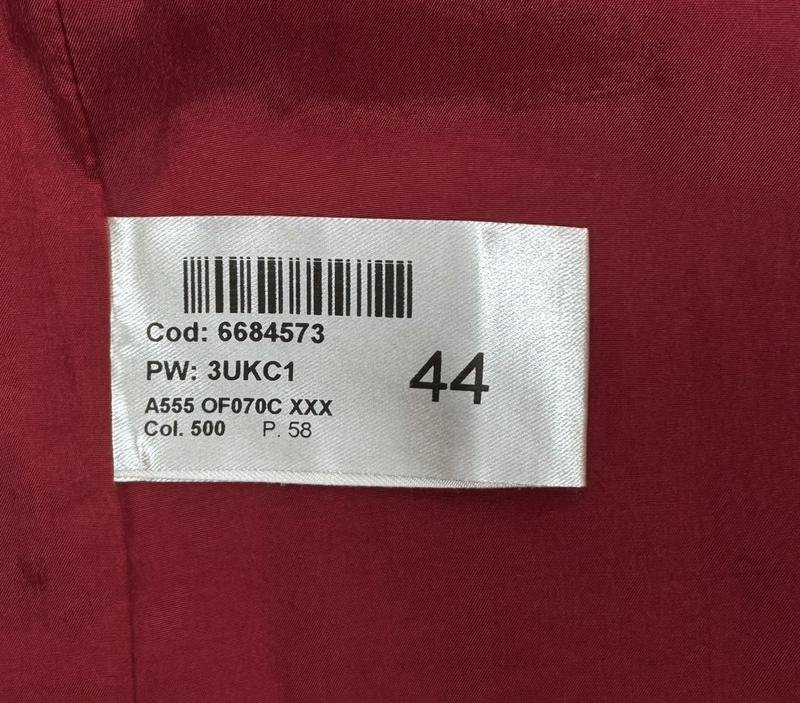 Cod: 6684573
PW: 3UKC1
44
A555 OF070C XXX
Col. 500 P. 58